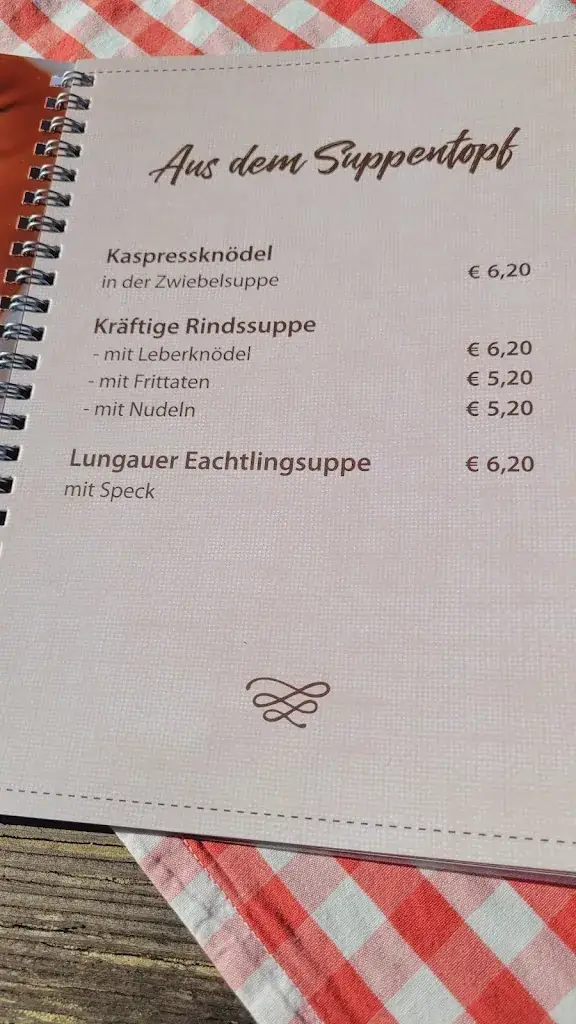 Aus dem Suppentopf
Kaspressknödel
in der Zwiebelsuppe € 6,20
Kräftige Rindssuppe
- mit Leberknödel € 6,20
- mit Frittaten € 5,20
- mit Nudeln € 5,20
Lungauer Eachtlingsuppe € 6,20
mit Speck